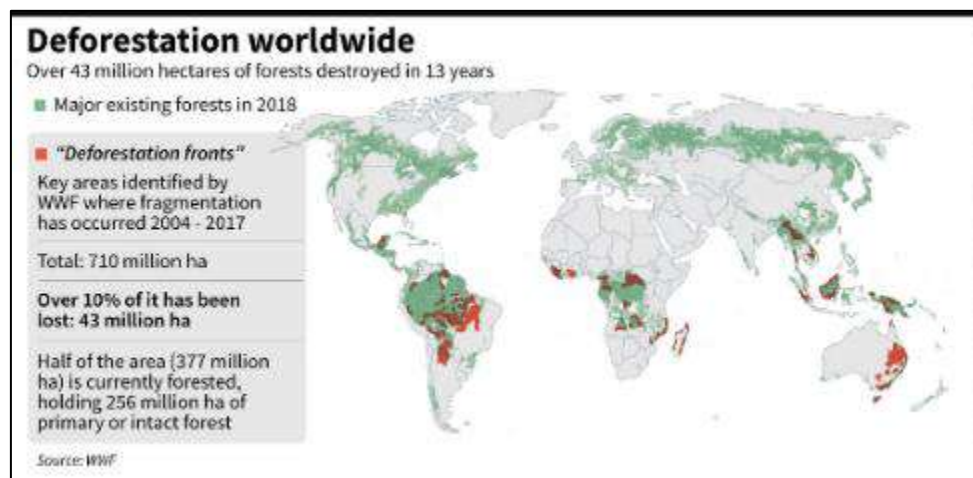 Deforestation worldwide
Over 43 million hectares of forests destroyed in 13 years
Major existing forests in 2018
“Deforestation fronts”
Key areas identified by
WWF where fragmentation
has occurred 2004 - 2017
Total: 710 million ha
Over 10% of it has been
lost: 43 million ha
Half of the area (377 million
ha) is currently forested,
holding 256 million ha of
primary or intact forest
Source: WWF